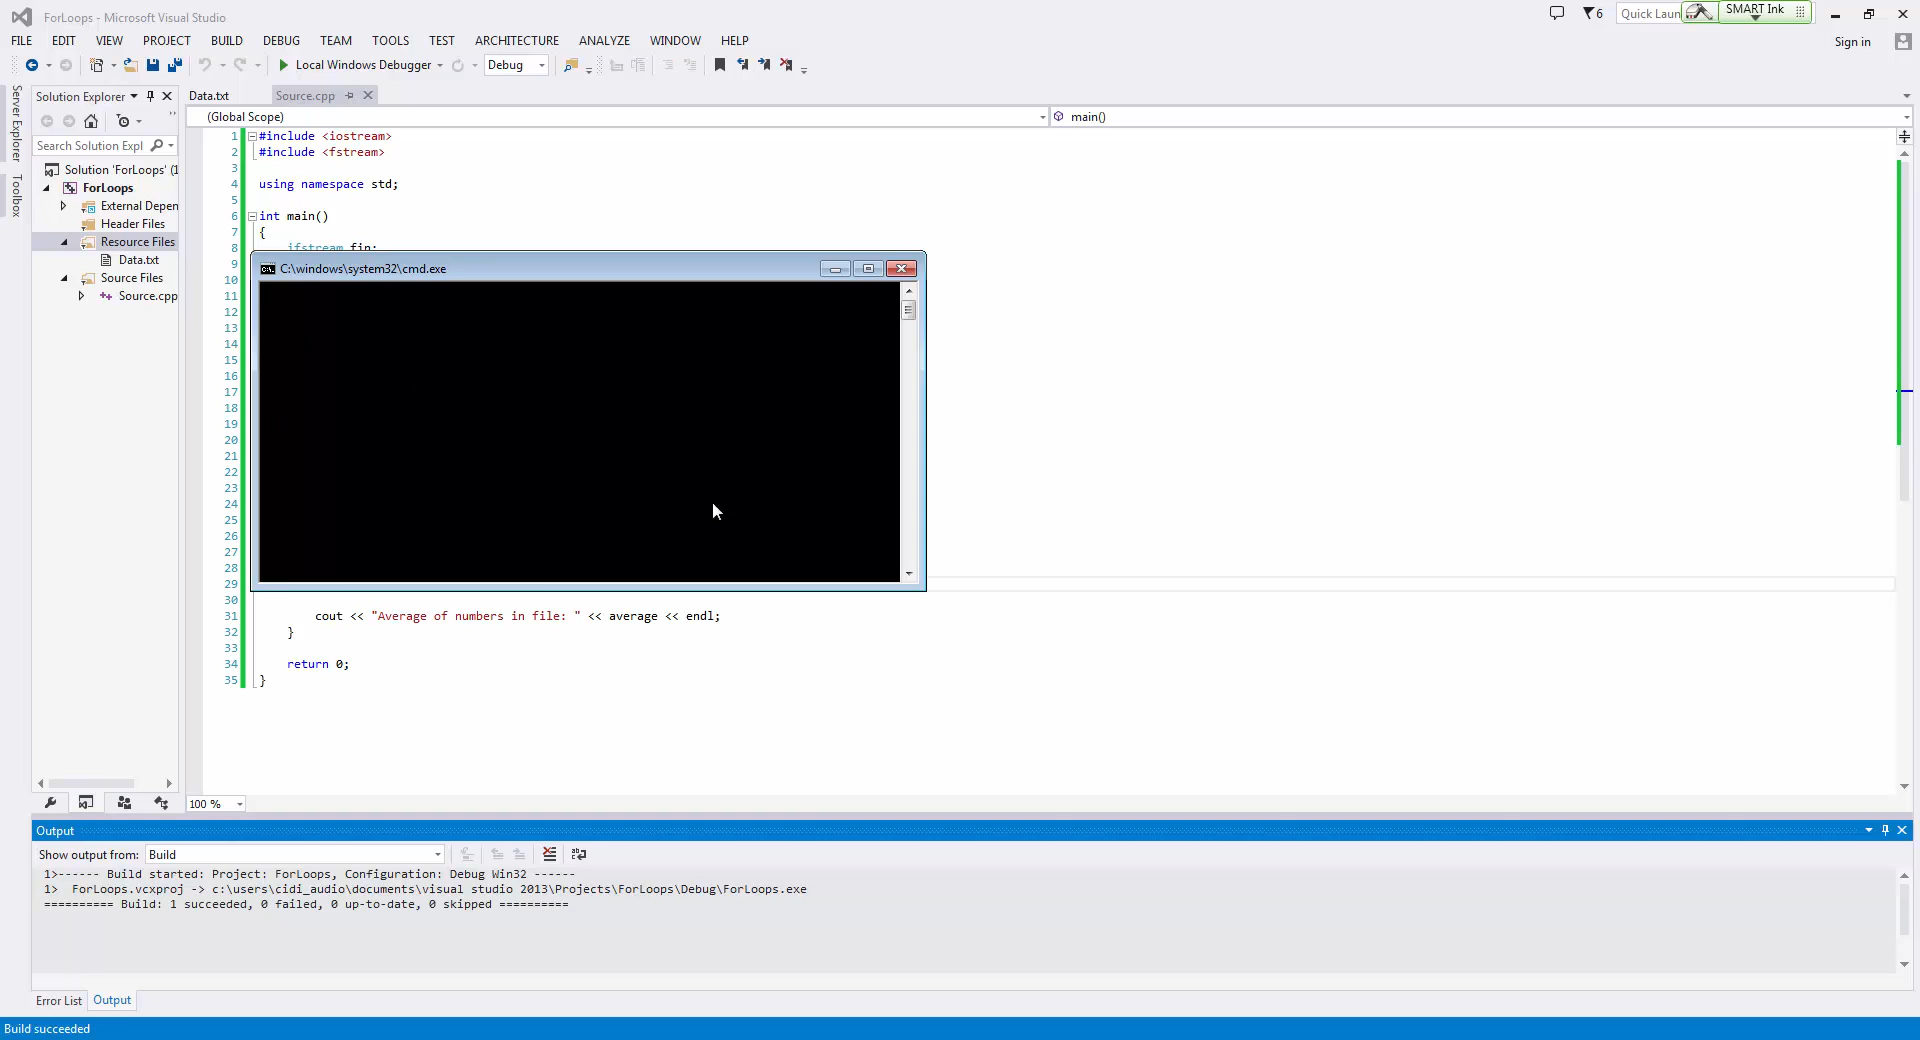 ForLoops - Microsoft Visual Studio
6
Quick Laun
SMART Ink
FILE EDIT VIEW PROJECT BUILD DEBUG TEAM TOOLS TEST ARCHITECTURE ANALYZE WINDOW HELP
Sign in
Local Windows Debugger
Debug
Server Explorer
Toolbox
Solution Explorer
Data.txt
Source.cpp
(Global Scope)
main()
Search Solution Expl
Solution 'ForLoops' (1
ForLoops
External Depen
Header Files
Resource Files
Data.txt
Source Files
Source.cpp
1 #include <iostream>
2 #include <fstream>
3
4 using namespace std;
5
6 int main()
7 {
8 ifstream fin;
9
10
11
12
13
14
15
16
17
18
19
20
21
22
23
24
25
26
27
28
29
30
31 cout << "Average of numbers in file: " << average << endl;
32 }
33
34 return 0;
35 }
C:\windows\system32\cmd.exe
100 %
Output
Show output from: Build
1>------ Build started: Project: ForLoops, Configuration: Debug Win32 ------
1> ForLoops.vcxproj -> c:\users\cidi_audio\documents\visual studio 2013\Projects\ForLoops\Debug\ForLoops.exe
========== Build: 1 succeeded, 0 failed, 0 up-to-date, 0 skipped ==========
Error List Output
Build succeeded